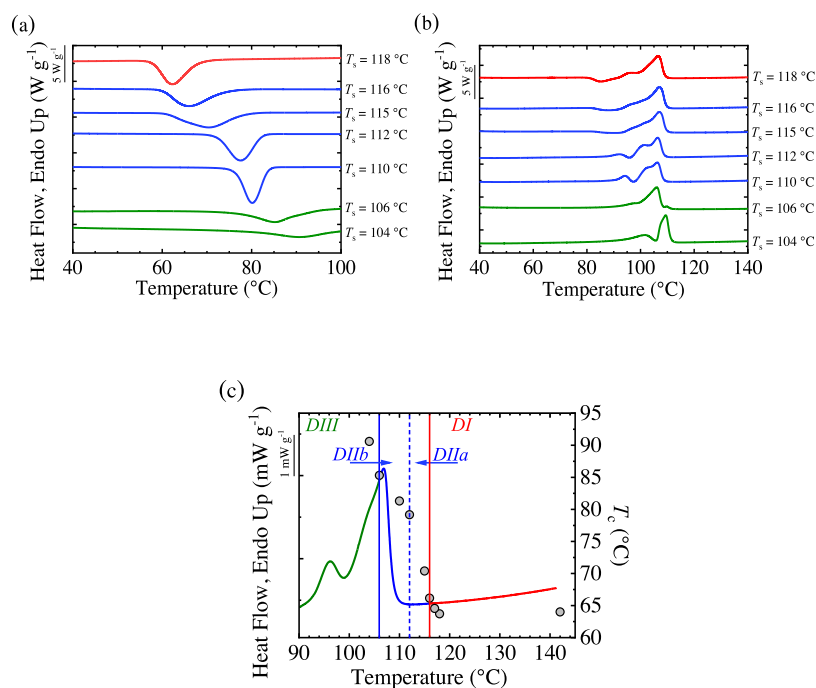 (a)
Heat Flow, Endo Up (W g⁻¹)
5 W g⁻¹
Tₛ = 118 °C
Tₛ = 116 °C
Tₛ = 115 °C
Tₛ = 112 °C
Tₛ = 110 °C
Tₛ = 106 °C
Tₛ = 104 °C
40 60 80 100
Temperature (°C)
(b)
Heat Flow, Endo Up (W g⁻¹)
5 W g⁻¹
Tₛ = 118 °C
Tₛ = 116 °C
Tₛ = 115 °C
Tₛ = 112 °C
Tₛ = 110 °C
Tₛ = 106 °C
Tₛ = 104 °C
40 60 80 100 120 140
Temperature (°C)
(c)
Heat Flow, Endo Up (mW g⁻¹)
1 mW g⁻¹
DIII DI
DIIb DIIa
95
90
85
80
75
70
65
60
T_c (°C)
90 100 110 120 130 140
Temperature (°C)